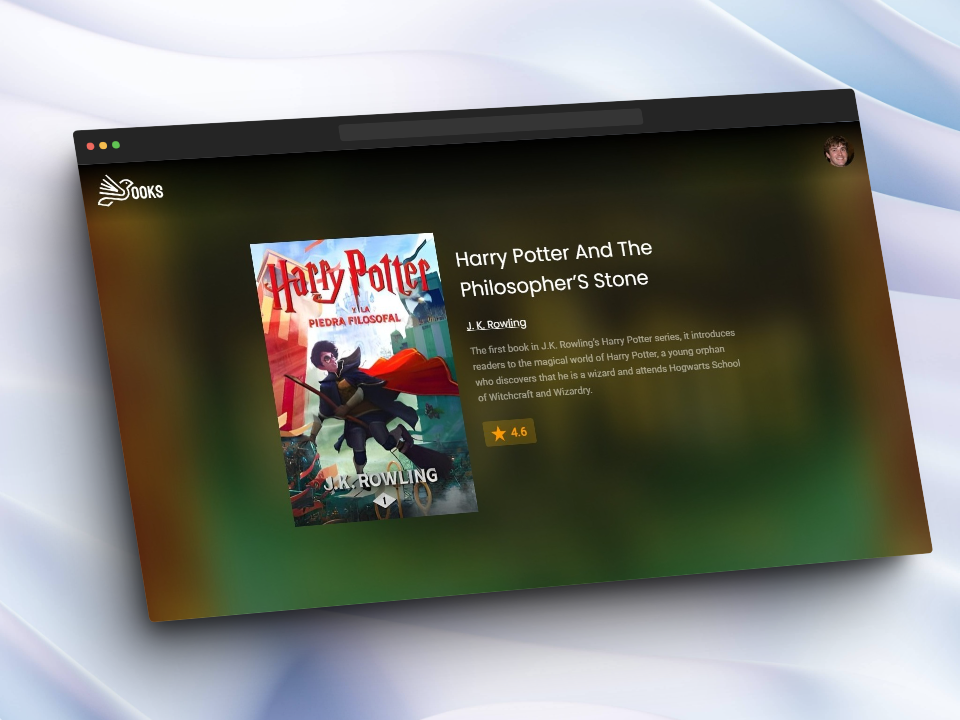 OOKS
Harry Potter
Y LA
PIEDRA FILOSOFAL
J.K. ROWLING
1
Harry Potter And The
Philosopher'S Stone
J. K. Rowling
The first book in J.K. Rowling's Harry Potter series, it introduces
readers to the magical world of Harry Potter, a young orphan
who discovers that he is a wizard and attends Hogwarts School
of Witchcraft and Wizardry.
4.6